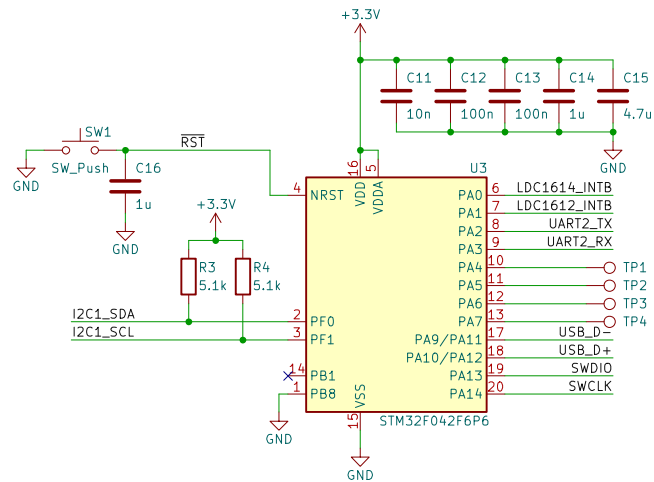 +3.3V
C11 C12 C13 C14 C15
10n 100n 100n 1u 4.7u
GND
SW1
SW_Push
GND
RST
C16
1u
GND
+3.3V
R3 R4
5.1k 5.1k
I2C1_SDA
I2C1_SCL
U3
16 5
VDD VDDA
4 NRST
2 PF0
3 PF1
14 PB1
1 PB8
GND
PA0 6 LDC1614_INTB
PA1 7 LDC1612_INTB
PA2 8 UART2_TX
PA3 9 UART2_RX
PA4 10 TP1
PA5 11 TP2
PA6 12 TP3
PA7 13 TP4
PA9/PA11 17 USB_D-
PA10/PA12 18 USB_D+
PA13 19 SWDIO
PA14 20 SWCLK
VSS
15
STM32F042F6P6
GND